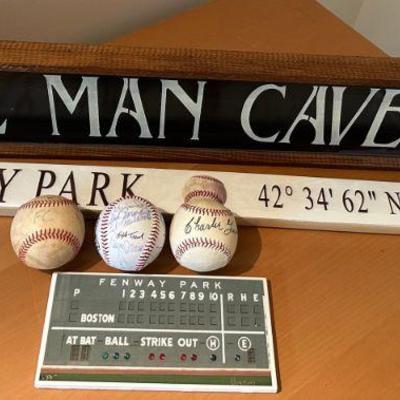 MAN CAVE
Y PARK 42° 34' 62" N
FC
FENWAY PARK
P 1 2 3 4 5 6 7 8 9 10 R H E
BOSTON
AT BAT - BALL - STRIKE OUT H - E